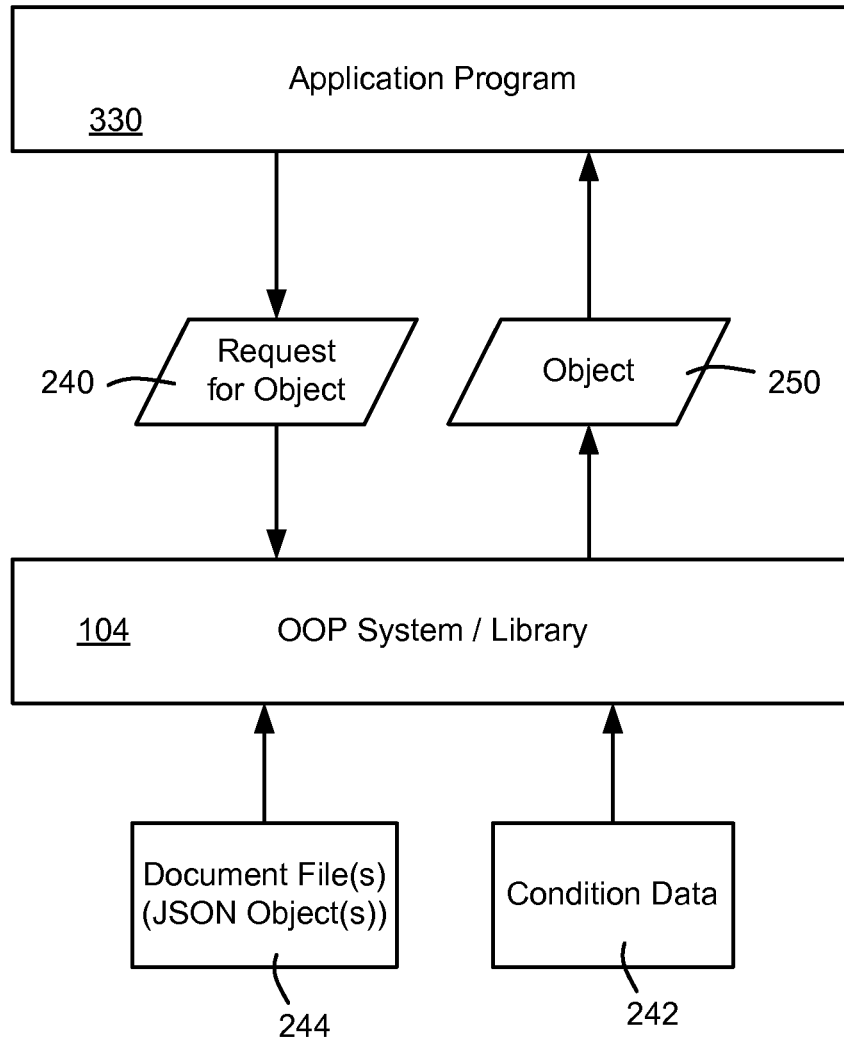 Application Program
330
Request
for Object
240
Object
250
104
OOP System / Library
Document File(s)
(JSON Object(s))
Condition Data
244
242